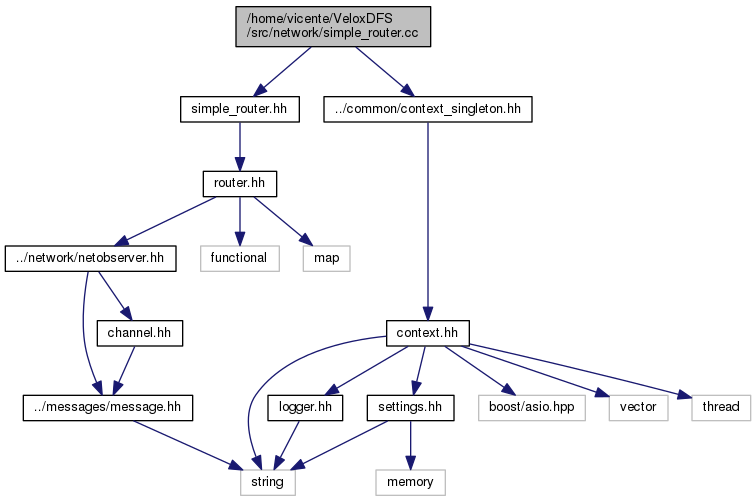 /home/vicente/VeloxDFS
/src/network/simple_router.cc
simple_router.hh
../common/context_singleton.hh
router.hh
../network/netobserver.hh
functional
map
channel.hh
context.hh
../messages/message.hh
logger.hh
settings.hh
boost/asio.hpp
vector
thread
string
memory